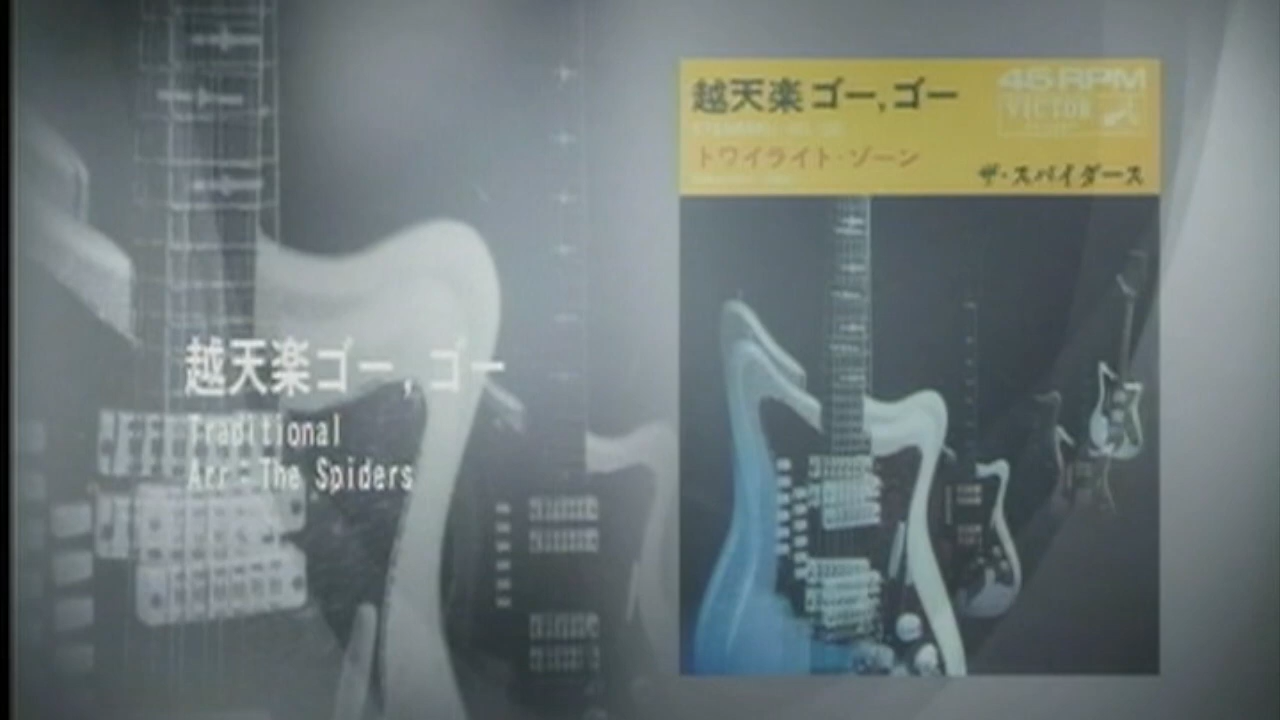 越天楽ゴー,ゴー
Traditional
Arr : The Spiders
越天楽ゴー,ゴー
45RPM
VICTOR
トワイライト・ゾーン
ザ・スパイダース